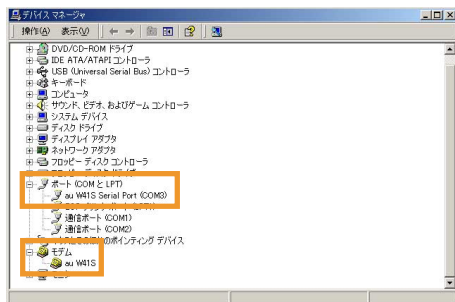 デバイス マネージャ
操作(A) 表示(V)
DVD/CD-ROM ドライブ
IDE ATA/ATAPI コントローラ
USB (Universal Serial Bus) コントローラ
キーボード
コンピュータ
サウンド、ビデオ、およびゲーム コントローラ
システム デバイス
ディスク ドライブ
ディスプレイ アダプタ
ネットワーク アダプタ
フロッピー ディスク コントローラ
ポート (COM と LPT)
au W41S Serial Port (COM3)
通信ポート (COM1)
通信ポート (COM2)
のポインティング デバイス
モデム
au W41S